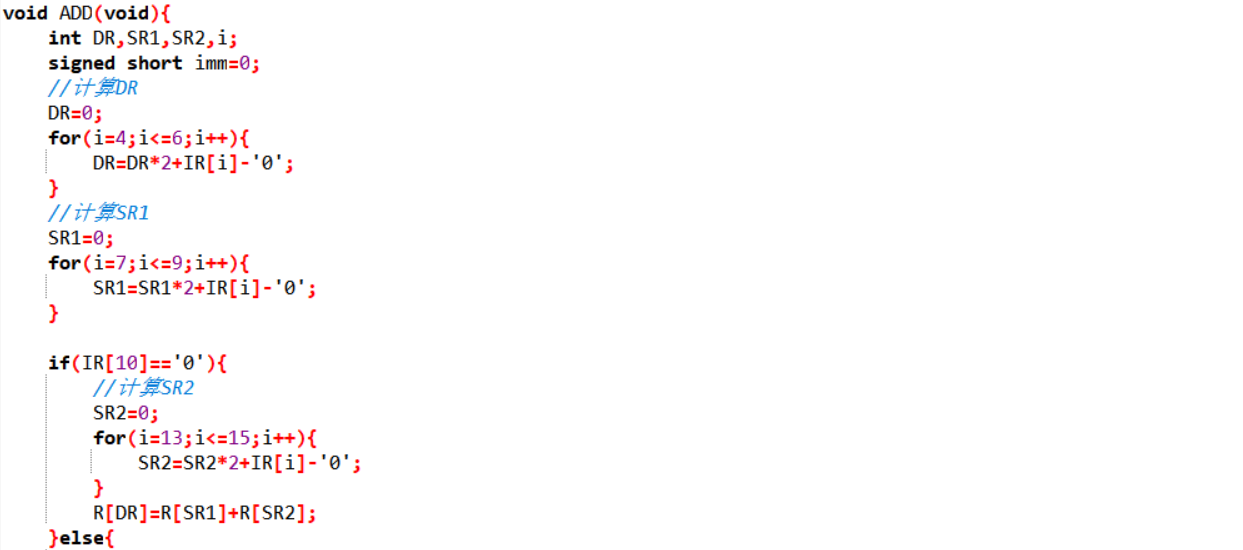 void ADD(void){
    int DR,SR1,SR2,i;
    signed short imm=0;
    //计算DR
    DR=0;
    for(i=4;i<=6;i++){
        DR=DR*2+IR[i]-'0';
    }
    //计算SR1
    SR1=0;
    for(i=7;i<=9;i++){
        SR1=SR1*2+IR[i]-'0';
    }

    if(IR[10]=='0'){
        //计算SR2
        SR2=0;
        for(i=13;i<=15;i++){
            SR2=SR2*2+IR[i]-'0';
        }
        R[DR]=R[SR1]+R[SR2];
    }else{